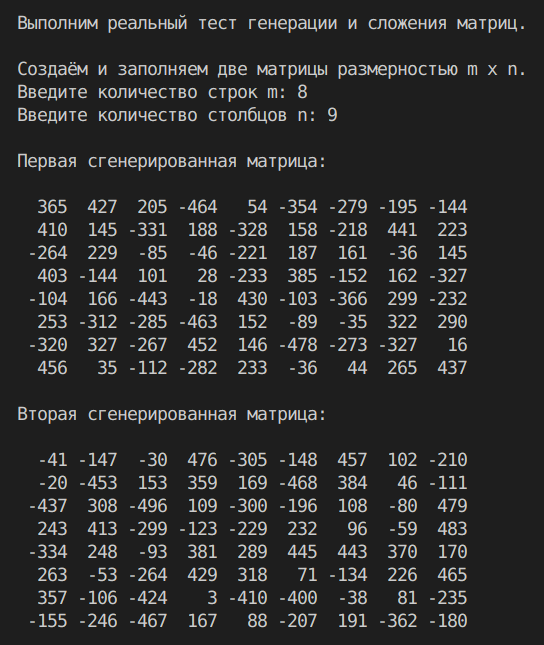 Выполним реальный тест генерации и сложения матриц.
Создаём и заполняем две матрицы размерностью m x n.
Введите количество строк m: 8
Введите количество столбцов n: 9
Первая сгенерированная матрица:
365 427 205 -464 54 -354 -279 -195 -144
410 145 -331 188 -328 158 -218 441 223
-264 229 -85 -46 -221 187 161 -36 145
403 -144 101 28 -233 385 -152 162 -327
-104 166 -443 -18 430 -103 -366 299 -232
253 -312 -285 -463 152 -89 -35 322 290
-320 327 -267 452 146 -478 -273 -327 16
456 35 -112 -282 233 -36 44 265 437
Вторая сгенерированная матрица:
-41 -147 -30 476 -305 -148 457 102 -210
-20 -453 153 359 169 -468 384 46 -111
-437 308 -496 109 -300 -196 108 -80 479
243 413 -299 -123 -229 232 96 -59 483
-334 248 -93 381 289 445 443 370 170
263 -53 -264 429 318 71 -134 226 465
357 -106 -424 3 -410 -400 -38 81 -235
-155 -246 -467 167 88 -207 191 -362 -180